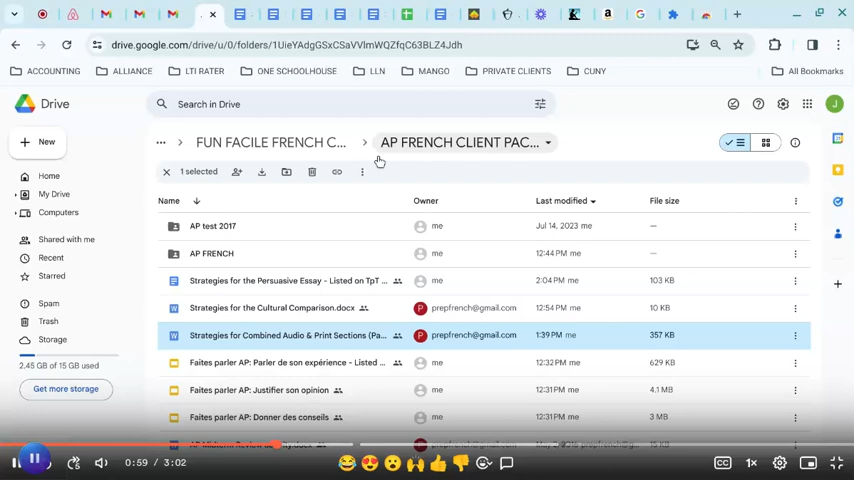 drive.google.com/drive/u/0/folders/1UieYAdgGSxCSaVVlmWQZfqC63BLZ4Jdh
ACCOUNTING
ALLIANCE
LTI RATER
ONE SCHOOLHOUSE
LLN
MANGO
PRIVATE CLIENTS
CUNY
All Bookmarks
Drive
Search in Drive
J
New
FUN FACILE FRENCH C...
AP FRENCH CLIENT PAC...
1 selected
Home
My Drive
Computers
Shared with me
Recent
Starred
Spam
Trash
Storage
2.45 GB of 15 GB used
Get more storage
Name Owner Last modified File size
AP test 2017 me Jul 14, 2023 me —
AP FRENCH me 12:44 PM me —
Strategies for the Persuasive Essay - Listed on TpT ... me 2:04 PM me 103 KB
Strategies for the Cultural Comparison.docx P prepfrench@gmail.com 12:54 PM me 10 KB
Strategies for Combined Audio & Print Sections (Pa... P prepfrench@gmail.com 1:39 PM me 357 KB
Faites parler AP: Parler de son expérience - Listed ... me 12:32 PM me 629 KB
Faites parler AP: Justifier son opinion me 12:31 PM me 4.1 MB
Faites parler AP: Donner des conseils me 12:31 PM me 3 MB
AP Midterm Review prepfrench@g... 15 KB
0:59 / 3:02
CC
1×